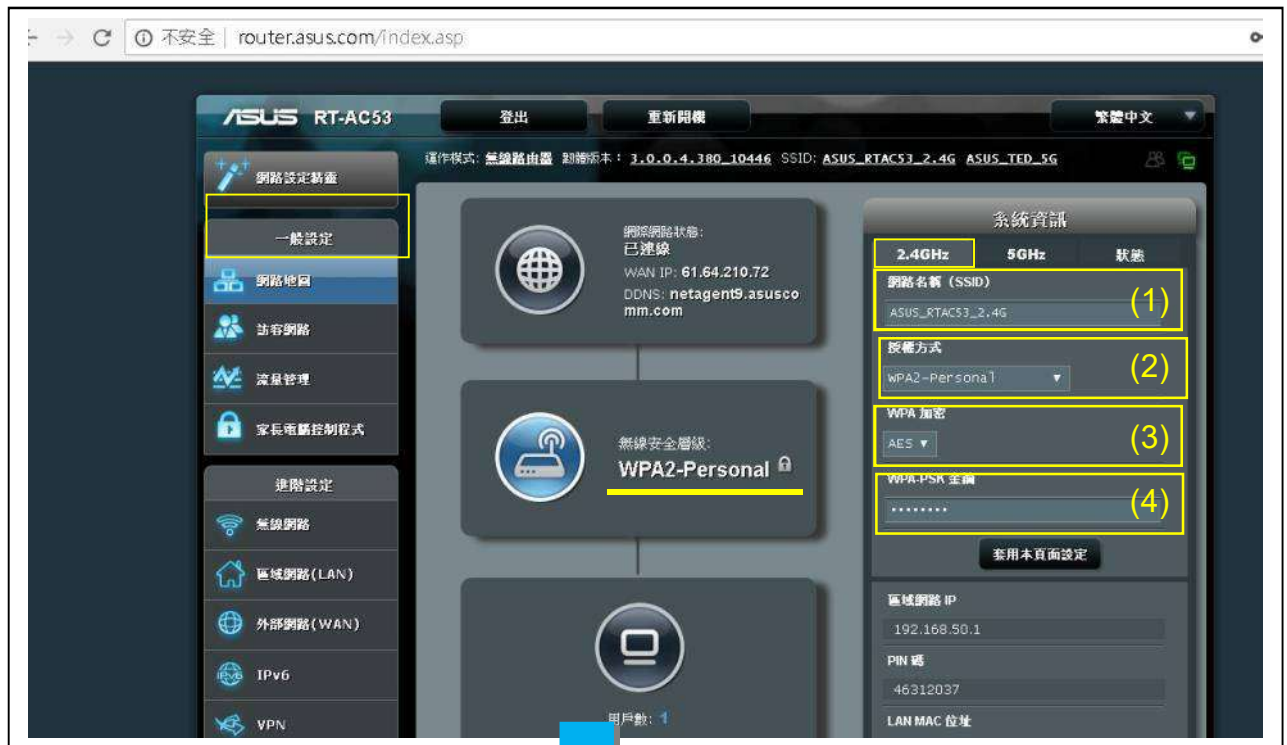 不安全 | router.asus.com/index.asp
ASUS RT-AC53
登出
重新開機
繁體中文
運作模式: 無線路由器 韌體版本: 3.0.0.4.380_10446 SSID: ASUS_RTAC53_2.4G ASUS_TED_5G
網路設定精靈
一般設定
網路地圖
訪客網路
流量管理
家長電腦控制程式
進階設定
無線網路
區域網路(LAN)
外部網路(WAN)
IPv6
VPN
網際網路狀態:
已連線
WAN IP: 61.64.210.72
DDNS: netagent9.asusco
mm.com
無線安全層級:
WPA2-Personal
用戶數: 1
系統資訊
2.4GHz 5GHz 狀態
網路名稱 (SSID)
ASUS_RTAC53_2.4G
(1)
授權方式
WPA2-Personal
(2)
WPA 加密
AES
(3)
WPA-PSK 金鑰
········
(4)
套用本頁面設定
區域網路 IP
192.168.50.1
PIN 碼
46312037
LAN MAC 位址